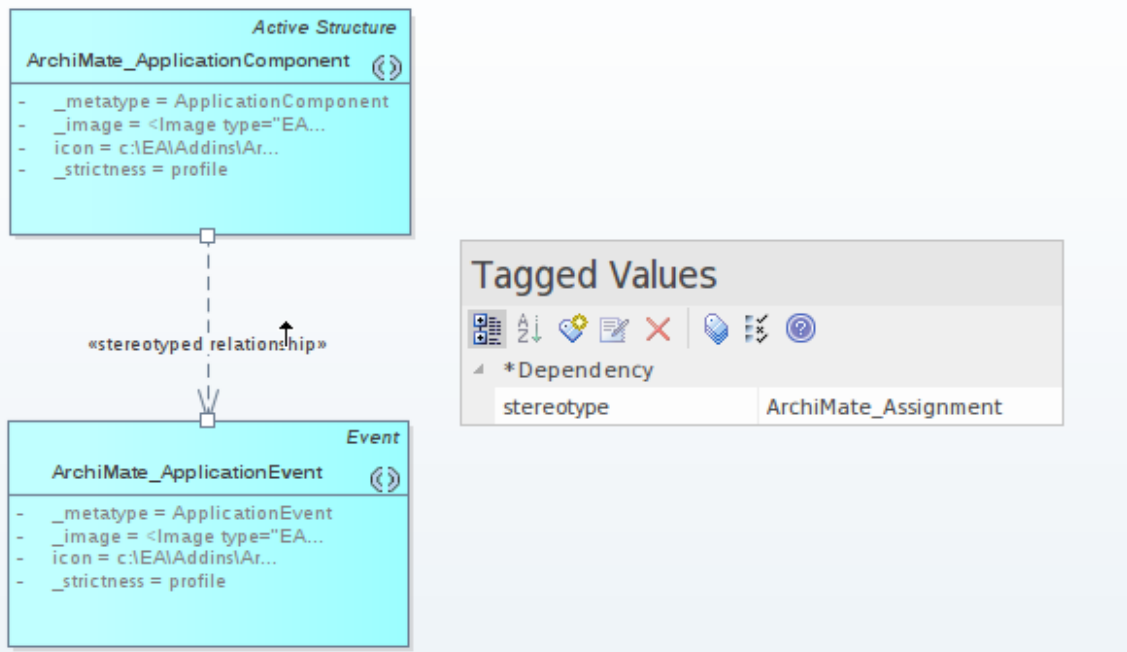 Active Structure
ArchiMate_ApplicationComponent
- _metatype = ApplicationComponent
- _image = <Image type="EA...
- icon = c:\EA\Addins\Ar...
- _strictness = profile
«stereotyped relationship»
Event
ArchiMate_ApplicationEvent
- _metatype = ApplicationEvent
- _image = <Image type="EA...
- icon = c:\EA\Addins\Ar...
- _strictness = profile
Tagged Values
*Dependency
stereotype ArchiMate_Assignment